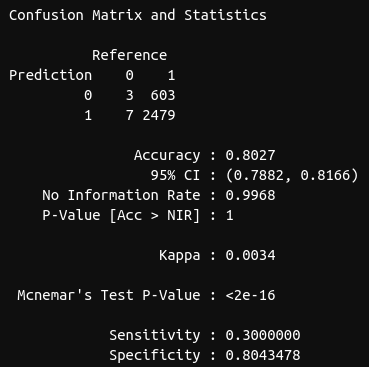 Confusion Matrix and Statistics
Reference
Prediction 0 1
0 3 603
1 7 2479
Accuracy : 0.8027
95% CI : (0.7882, 0.8166)
No Information Rate : 0.9968
P-Value [Acc > NIR] : 1
Kappa : 0.0034
Mcnemar's Test P-Value : <2e-16
Sensitivity : 0.3000000
Specificity : 0.8043478